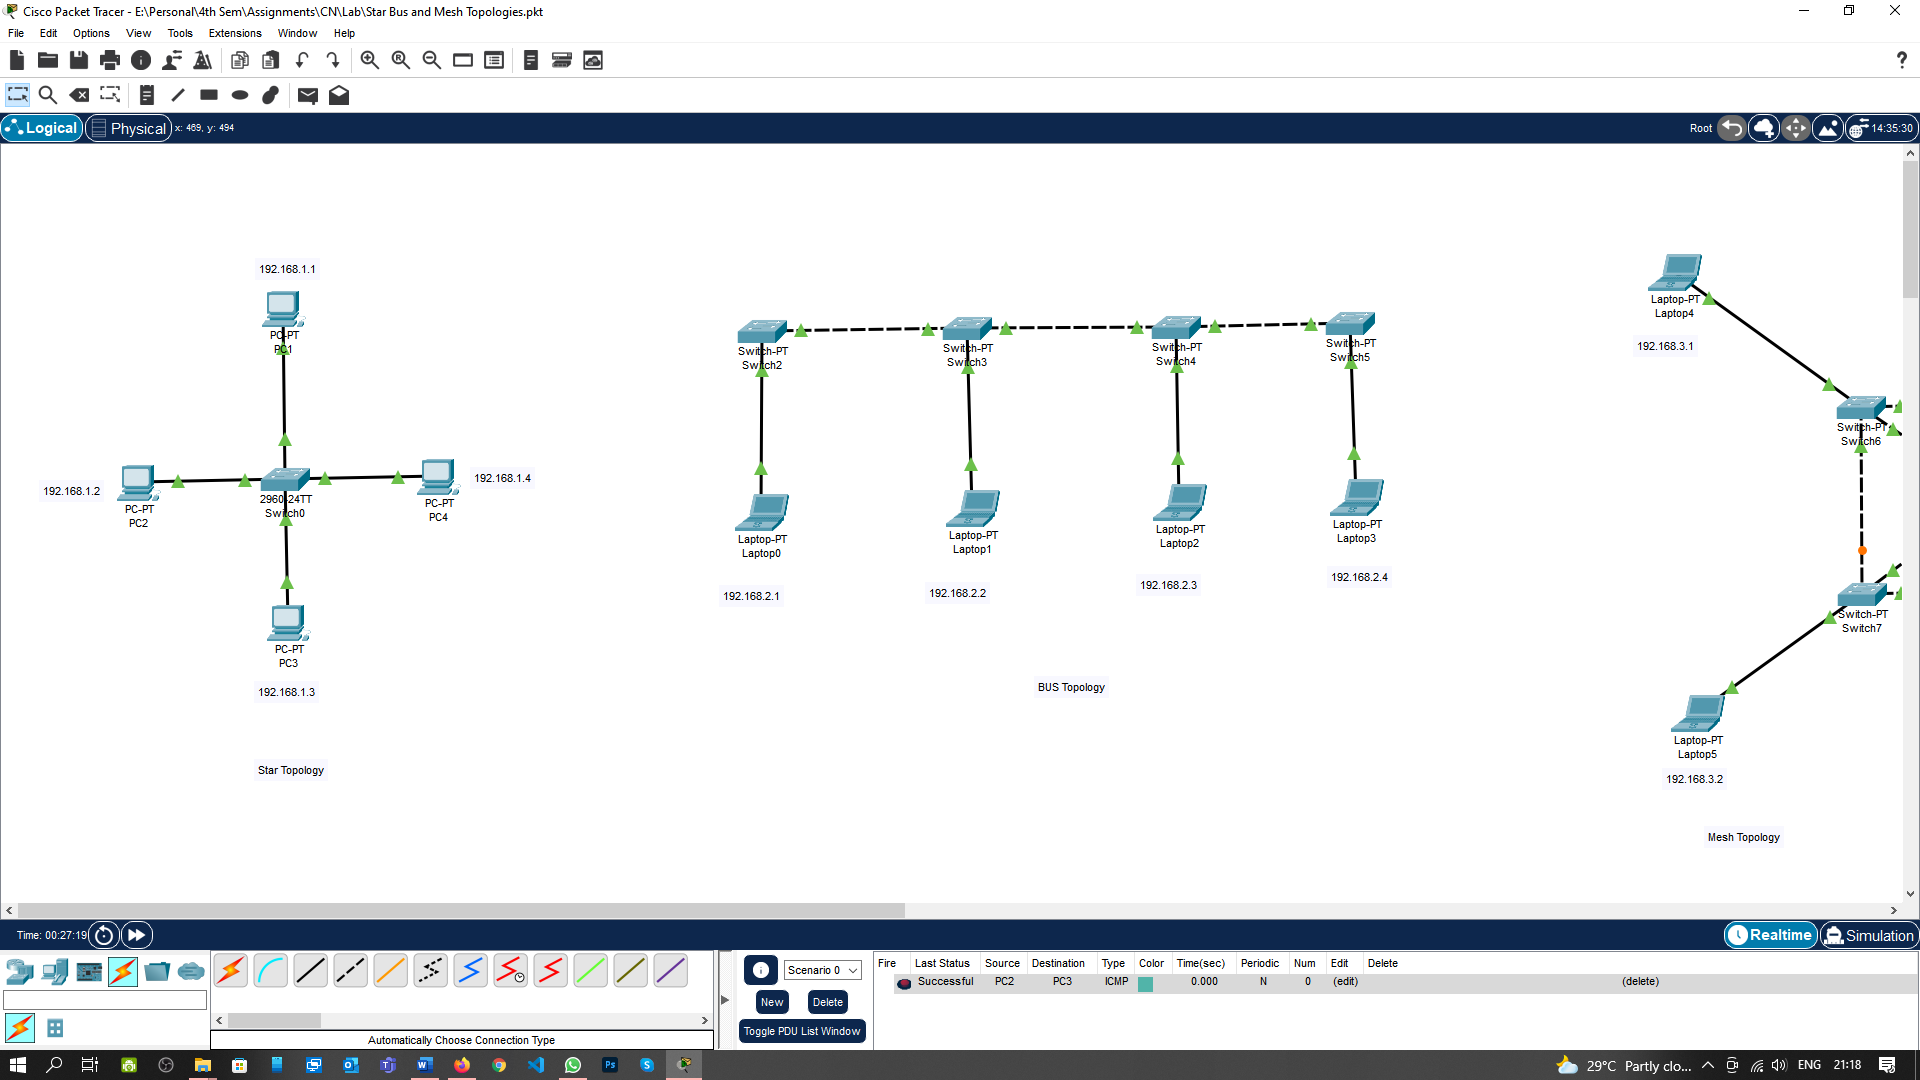 Cisco Packet Tracer - E:\Personal\4th Sem\Assignments\CN\Lab\Star Bus and Mesh Topologies.pkt
File Edit Options View Tools Extensions Window Help
Logical Physical x: 469, y: 494 Root 14:35:30
192.168.1.1
PC-PT
PC1
192.168.1.2
PC-PT
PC2
2960-24TT
Switch0
192.168.1.4
PC-PT
PC4
PC-PT
PC3
192.168.1.3
Star Topology
Switch-PT
Switch2
Switch-PT
Switch3
Switch-PT
Switch4
Switch-PT
Switch5
Laptop-PT
Laptop0
192.168.2.1
Laptop-PT
Laptop1
192.168.2.2
Laptop-PT
Laptop2
192.168.2.3
Laptop-PT
Laptop3
192.168.2.4
BUS Topology
Laptop-PT
Laptop4
192.168.3.1
Switch-PT
Switch6
Switch-PT
Switch7
Laptop-PT
Laptop5
192.168.3.2
Mesh Topology
Time: 00:27:19 Realtime Simulation
Automatically Choose Connection Type
Scenario 0
New Delete
Toggle PDU List Window
Fire Last Status Source Destination Type Color Time(sec) Periodic Num Edit Delete
Successful PC2 PC3 ICMP 0.000 N 0 (edit) (delete)
29°C Partly clo... ENG 21:18